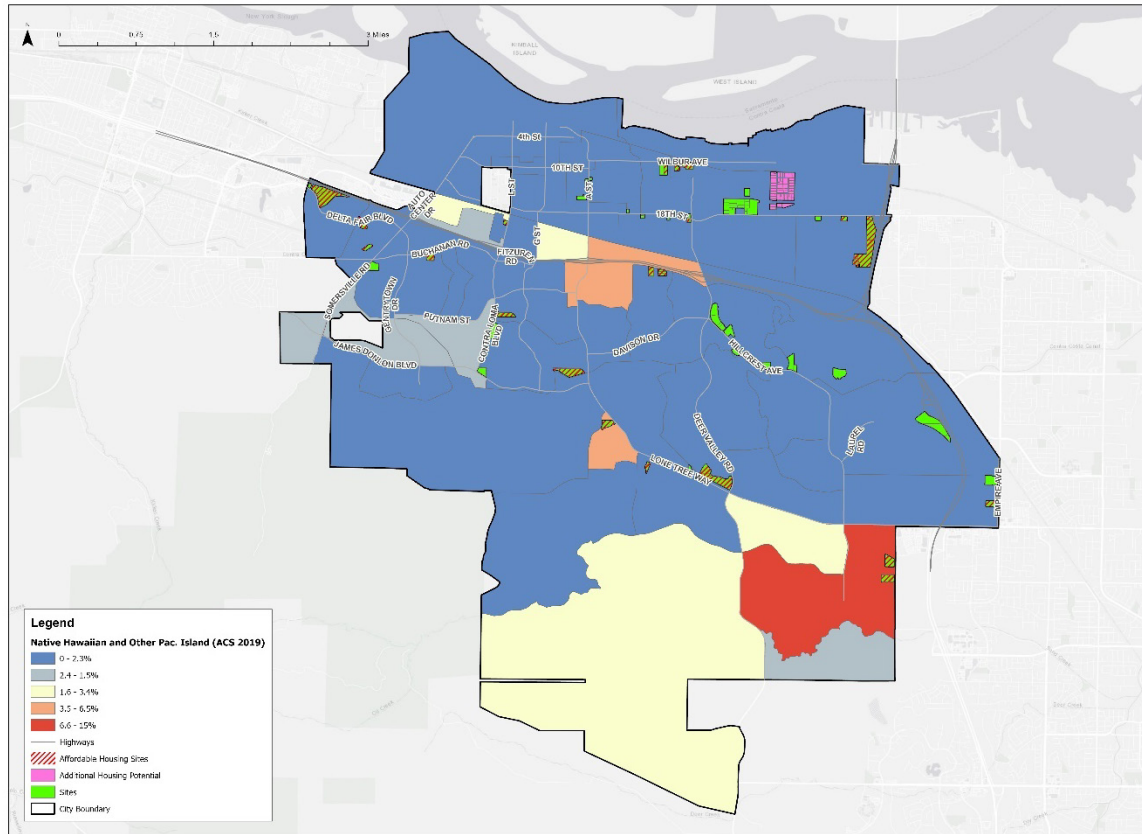 0 0.75 1.5 3 Miles
KIMBALL
ISLAND
WEST ISLAND
4th St
10TH ST
WILBUR AVE
L ST
A ST
AUTO
CENTER
DR
18TH ST
DELTA FAIR BLVD
G ST
BUCHANAN RD
FITZUREN
RD
SOMERSVILLE RD
GENTRYTOWN
DR
PUTNAM ST
CONTRA LOMA
BLVD
JAMES DONLON BLVD
DAVISON DR
HILLCREST AVE
DEER VALLEY RD
LAUREL
RD
LONE TREE WAY
EMPIRE AVE
Legend
Native Hawaiian and Other Pac. Island (ACS 2019)
0 - 2.3%
2.4 - 1.5%
1.6 - 3.4%
3.5 - 6.5%
6.6 - 15%
Highways
Affordable Housing Sites
Additional Housing Potential
Sites
City Boundary